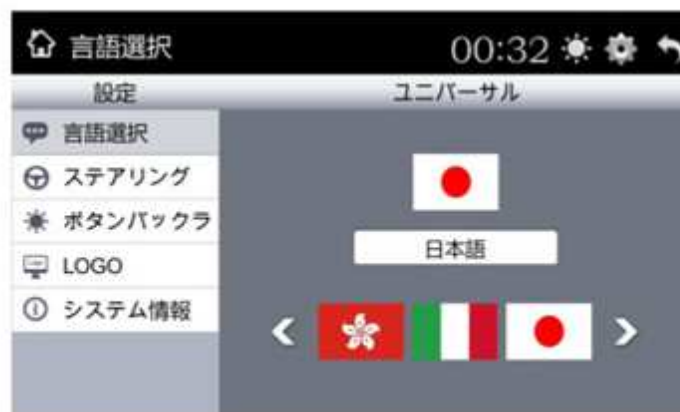 言語選択
00:32
設定
ユニバーサル
言語選択
ステアリング
ボタンバックラ
LOGO
システム情報
日本語